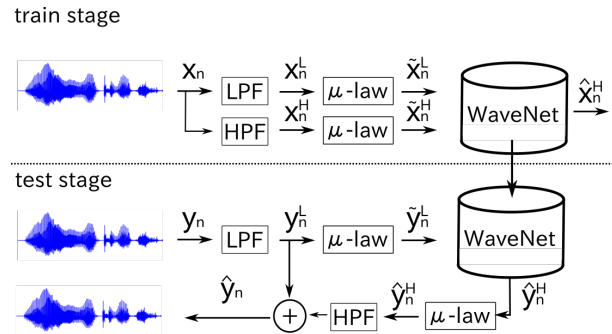 train stage
xₙ LPF xₙᴸ μ-law x̃ₙᴸ WaveNet x̂ₙᴴ
HPF xₙᴴ μ-law x̃ₙᴴ
test stage
yₙ LPF yₙᴸ μ-law ỹₙᴸ WaveNet
ŷₙ + HPF ŷₙᴴ μ-law ŷₙᴴ